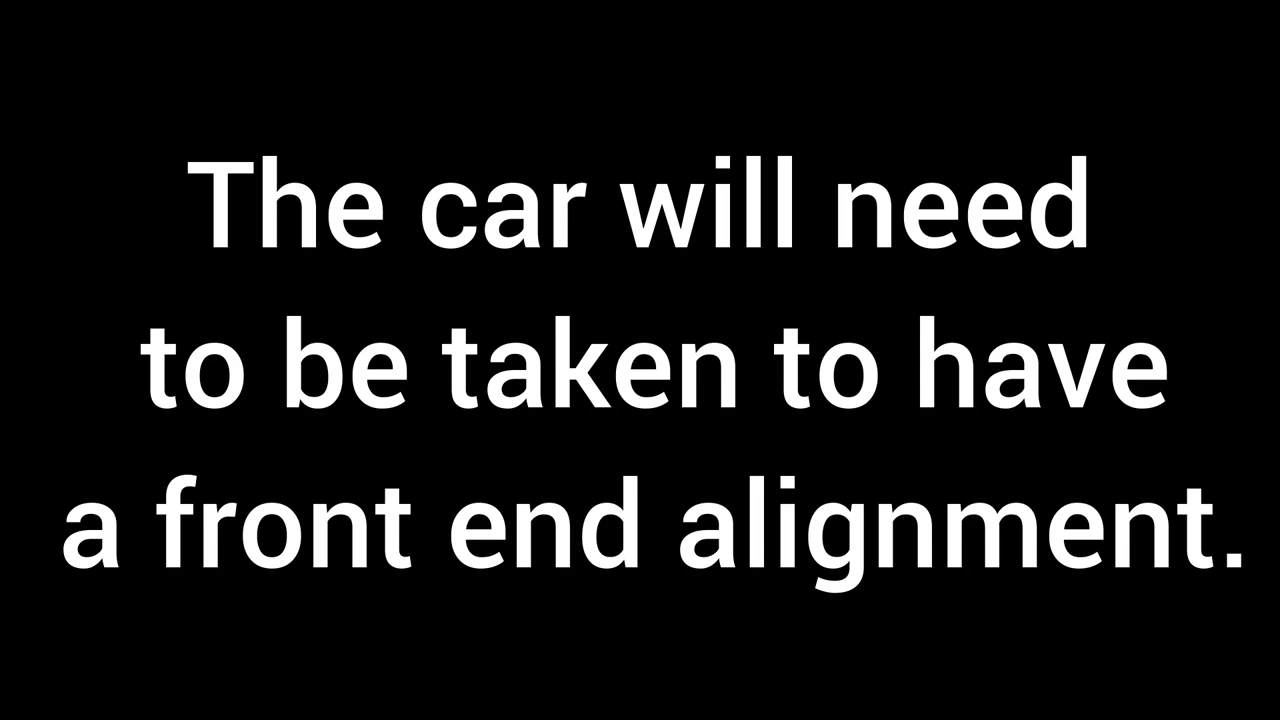 The car will need
to be taken to have
a front end alignment.